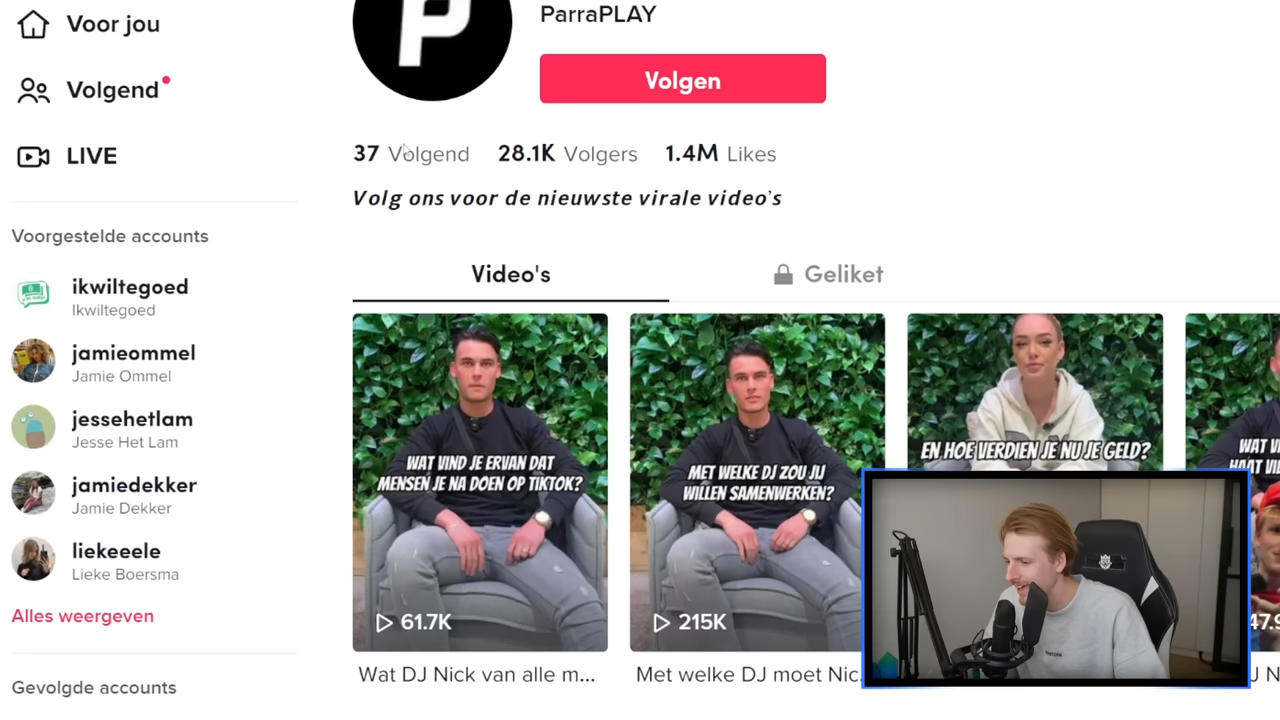 Voor jou
Volgend
LIVE
Voorgestelde accounts
ikwiltegoed
Ikwiltegoed
jamieommel
Jamie Ommel
jessehetlam
Jesse Het Lam
jamiedekker
Jamie Dekker
liekeeele
Lieke Boersma
Alles weergeven
Gevolgde accounts
P
ParraPLAY
Volgen
37 Volgend 28.1K Volgers 1.4M Likes
Volg ons voor de nieuwste virale video's
Video's
Geliket
WAT VIND JE ERVAN DAT
MENSEN JE NA DOEN OP TIKTOK?
61.7K
Wat DJ Nick van alle m...
MET WELKE DJ ZOU JIJ
WILLEN SAMENWERKEN?
215K
Met welke DJ moet Nic.
EN HOE VERDIEN JE NU JE GELD?
WAT
HAAT
47.9
J N